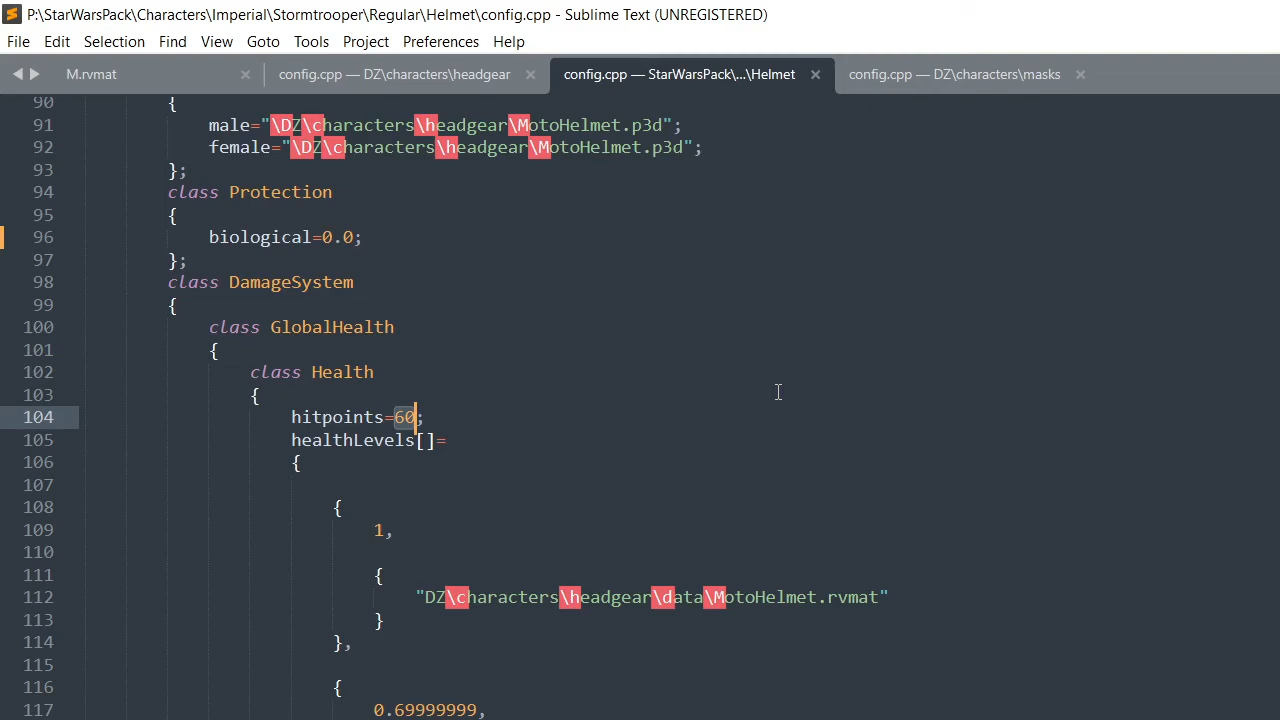 P:\StarWarsPack\Characters\Imperial\Stormtrooper\Regular\Helmet\config.cpp - Sublime Text (UNREGISTERED)
File Edit Selection Find View Goto Tools Project Preferences Help
M.rvmat × config.cpp — DZ\characters\headgear × config.cpp — StarWarsPack\...\Helmet × config.cpp — DZ\characters\masks ×
90 {
91 male="\DZ\characters\headgear\MotoHelmet.p3d";
92 female="\DZ\characters\headgear\MotoHelmet.p3d";
93 };
94 class Protection
95 {
96 biological=0.0;
97 };
98 class DamageSystem
99 {
100 class GlobalHealth
101 {
102 class Health
103 {
104 hitpoints=60;
105 healthLevels[]=
106 {
107
108 {
109 1,
110
111 {
112 "DZ\characters\headgear\data\MotoHelmet.rvmat"
113 }
114 },
115
116 {
117 0.69999999,